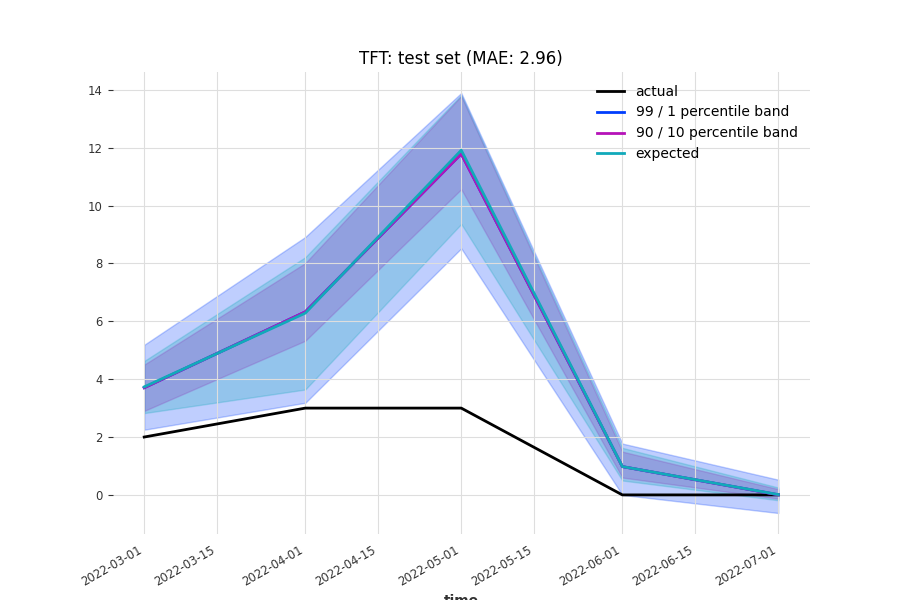 TFT: test set (MAE: 2.96)
actual
99 / 1 percentile band
90 / 10 percentile band
expected
14
12
10
8
6
4
2
0
2022-03-01
2022-03-15
2022-04-01
2022-04-15
2022-05-01
2022-05-15
2022-06-01
2022-06-15
2022-07-01
time